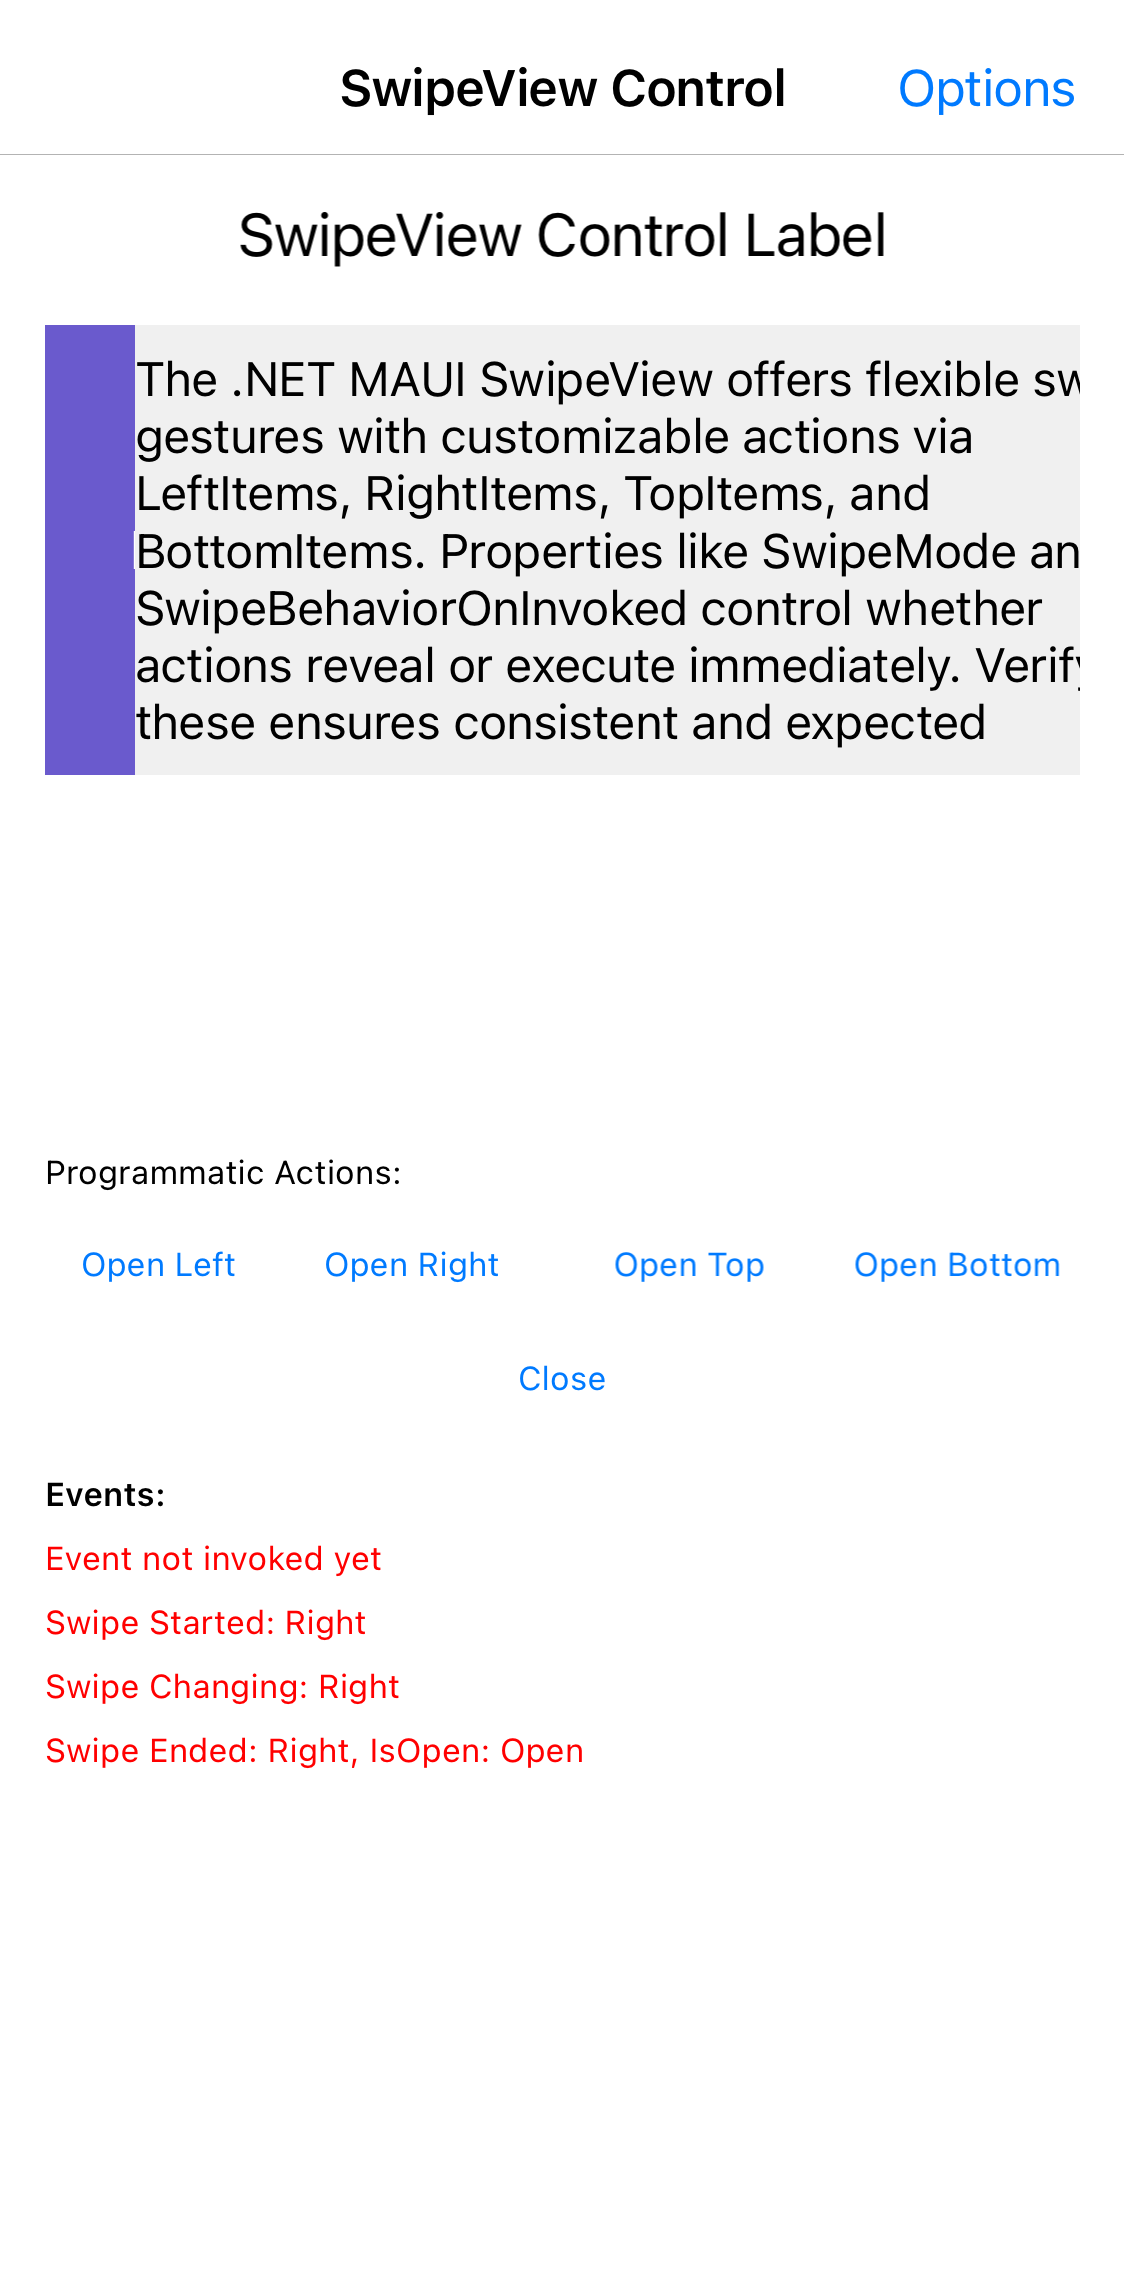 SwipeView Control
Options
SwipeView Control Label
The .NET MAUI SwipeView offers flexible
gestures with customizable actions via
LeftItems, RightItems, TopItems, and
BottomItems. Properties like SwipeMode
SwipeBehaviorOnInvoked control whether
actions reveal or execute immediately.
these ensures consistent and expected
Programmatic Actions:
Open Left
Open Right
Open Top
Open Bottom
Close
Events:
Event not invoked yet
Swipe Started: Right
Swipe Changing: Right
Swipe Ended: Right, IsOpen: Open